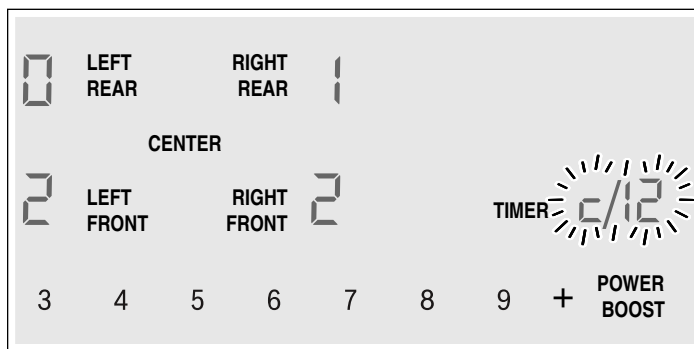 0 LEFT REAR RIGHT REAR 1
CENTER
2 LEFT FRONT RIGHT FRONT 2 TIMER c/12
3 4 5 6 7 8 9 + POWER BOOST